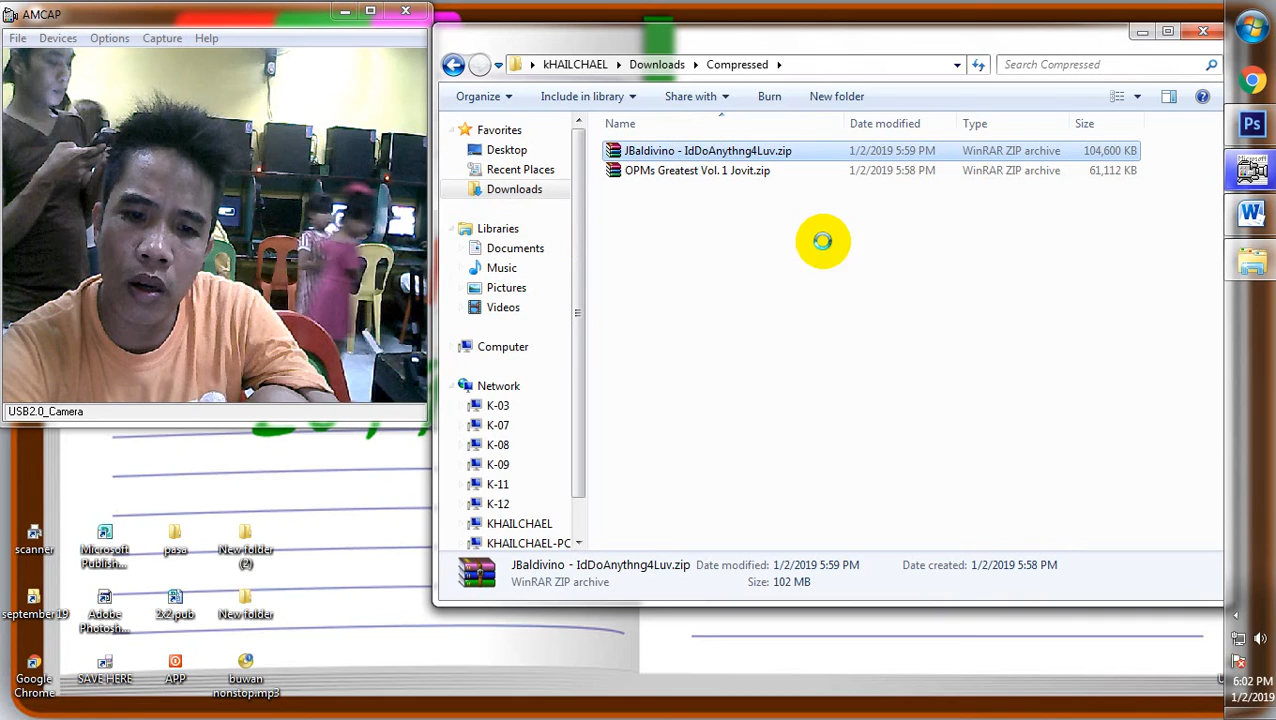 AMCAP
File Devices Options Capture Help
USB2.0_Camera
kHAILCHAEL Downloads Compressed
Search Compressed
Organize Include in library Share with Burn New folder
Name Date modified Type Size
JBaldivino - IdDoAnythng4Luv.zip 1/2/2019 5:59 PM WinRAR ZIP archive 104,600 KB
OPMs Greatest Vol. 1 Jovit.zip 1/2/2019 5:58 PM WinRAR ZIP archive 61,112 KB
Favorites
Desktop
Recent Places
Downloads
Libraries
Documents
Music
Pictures
Videos
Computer
Network
K-03
K-07
K-08
K-09
K-11
K-12
KHAILCHAEL
KHAILCHAEL-PC
JBaldivino - IdDoAnythng4Luv.zip Date modified: 1/2/2019 5:59 PM Date created: 1/2/2019 5:58 PM
WinRAR ZIP archive Size: 102 MB
scanner
Microsoft Publish...
pasa
New folder (2)
september19
Adobe Photosh...
2x2.pub
New folder
Google Chrome
SAVE HERE
APP
buwan nonstop.mp3
Ps
Microsoft
W
6:02 PM
1/2/2019